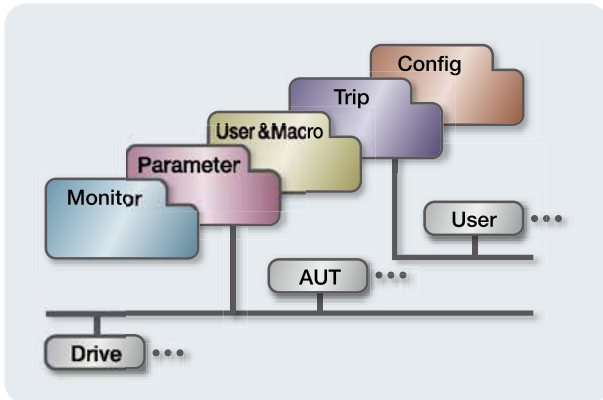 Config
Trip
User &Macro
Parameter
Monitor
User
AUT
Drive